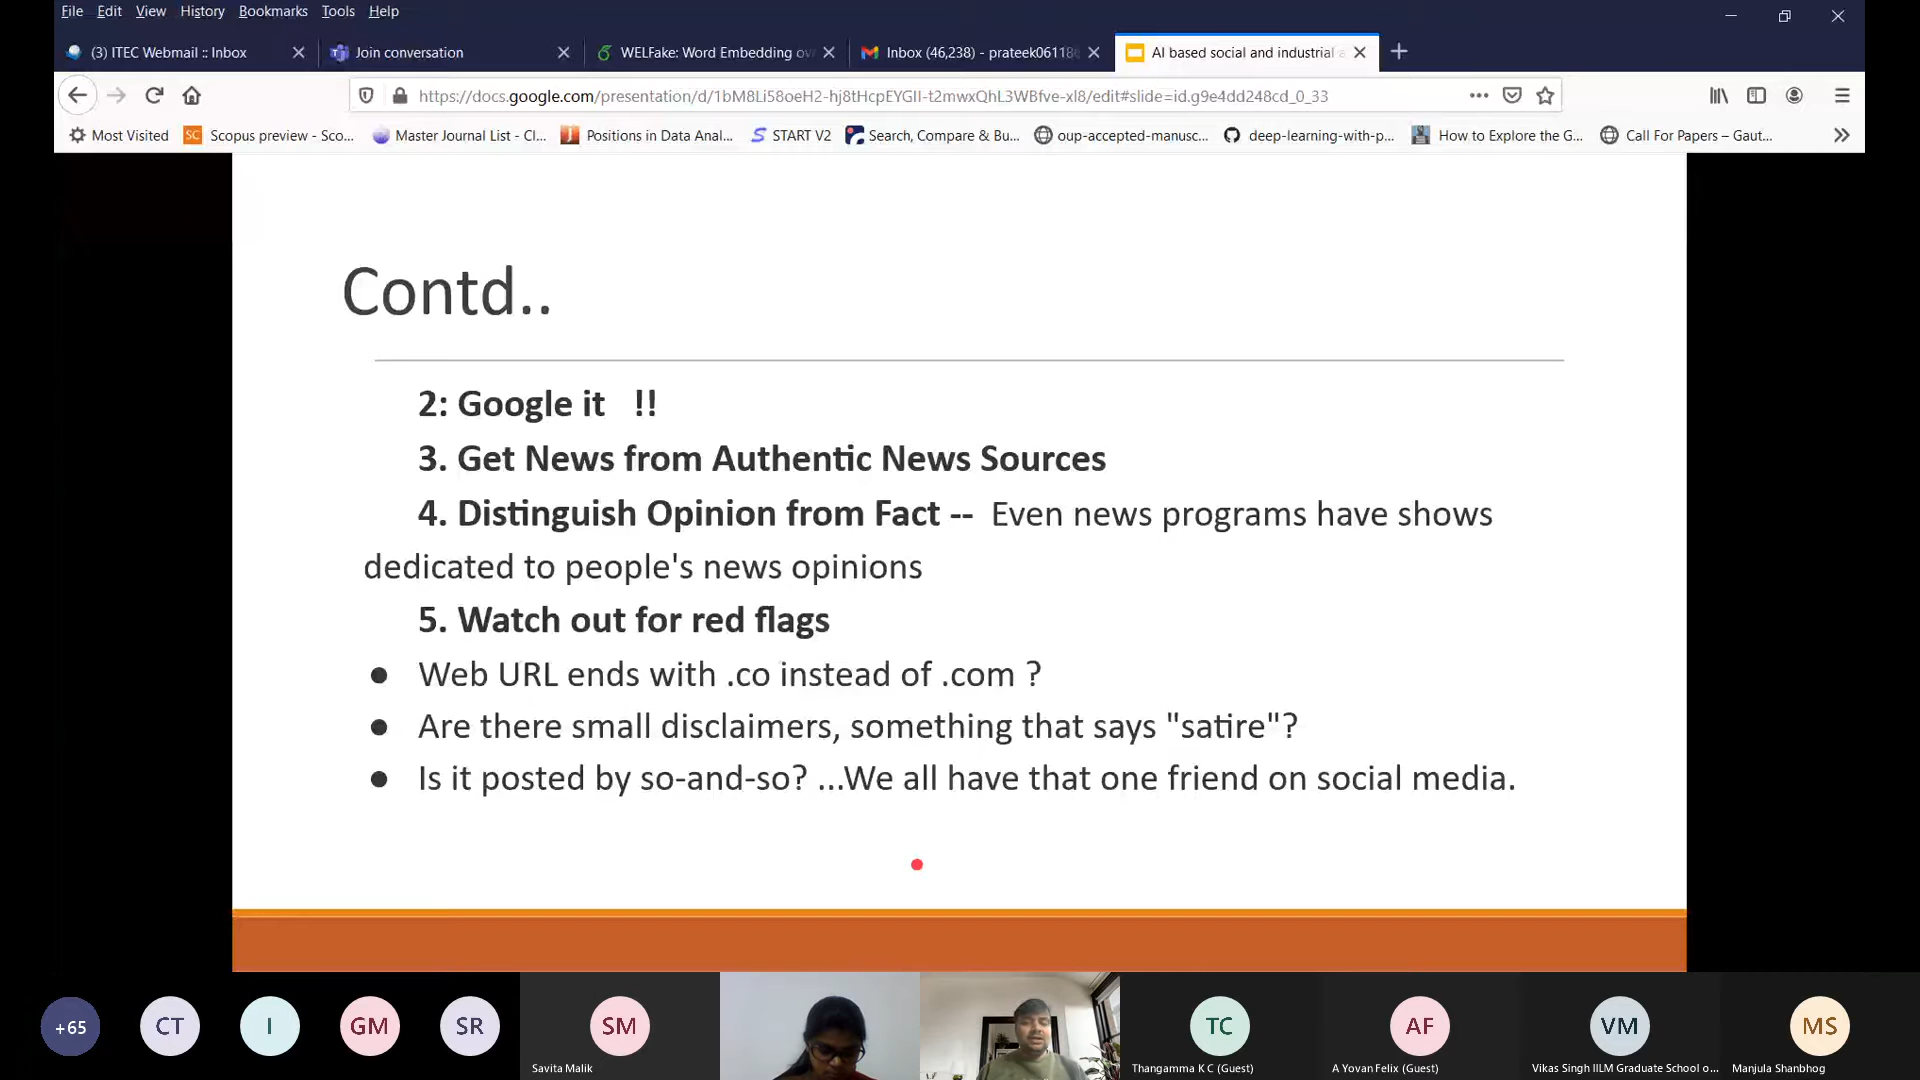 File Edit View History Bookmarks Tools Help
(3) ITEC Webmail :: Inbox
Join conversation
WELFake: Word Embedding ov
Inbox (46,238) - prateek06118
AI based social and industrial
https://docs.google.com/presentation/d/1bM8Li58oeH2-hj8tHcpEYGlI-t2mwxQhL3WBfve-xl8/edit#slide=id.g9e4dd248cd_0_33
Most Visited
SC Scopus preview - Sco...
Master Journal List - Cl...
Positions in Data Anal...
START V2
Search, Compare & Bu...
oup-accepted-manusc...
deep-learning-with-p...
How to Explore the G...
Call For Papers – Gaut...
Contd..
2: Google it !!
3. Get News from Authentic News Sources
4. Distinguish Opinion from Fact -- Even news programs have shows
dedicated to people's news opinions
5. Watch out for red flags
● Web URL ends with .co instead of .com ?
● Are there small disclaimers, something that says "satire"?
● Is it posted by so-and-so? ...We all have that one friend on social media.
+65 CT I GM SR SM TC AF VM MS
Savita Malik
Thangamma K C (Guest)
A Yovan Felix (Guest)
Vikas Singh IILM Graduate School o...
Manjula Shanbhog